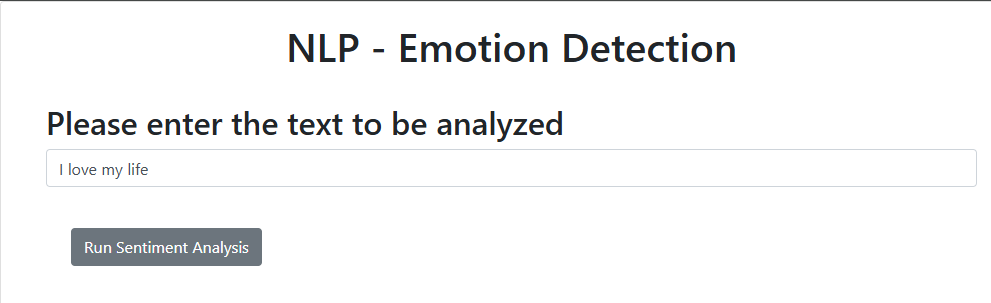 NLP - Emotion Detection
Please enter the text to be analyzed
I love my life
Run Sentiment Analysis